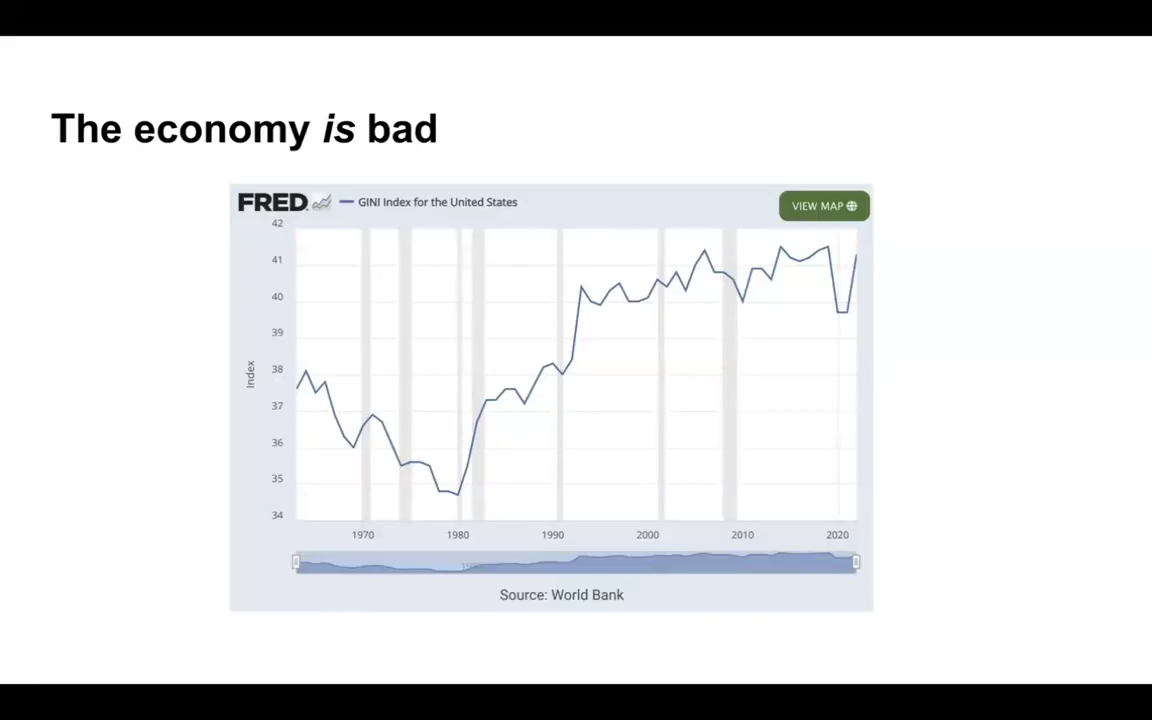 The economy is bad
FRED GINI Index for the United States
VIEW MAP
42
41
40
39
38
37
36
35
34
Index
1970 1980 1990 2000 2010 2020
Source: World Bank